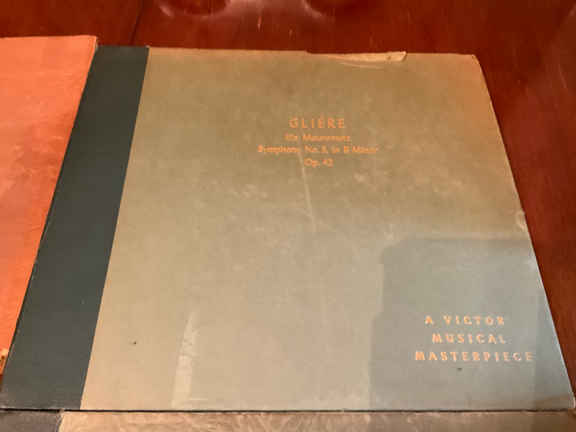 GLIÈRE
Ilia Mourometz
Symphony No. 3, in B Minor
Op. 42
A VICTOR
MUSICAL
MASTERPIECE